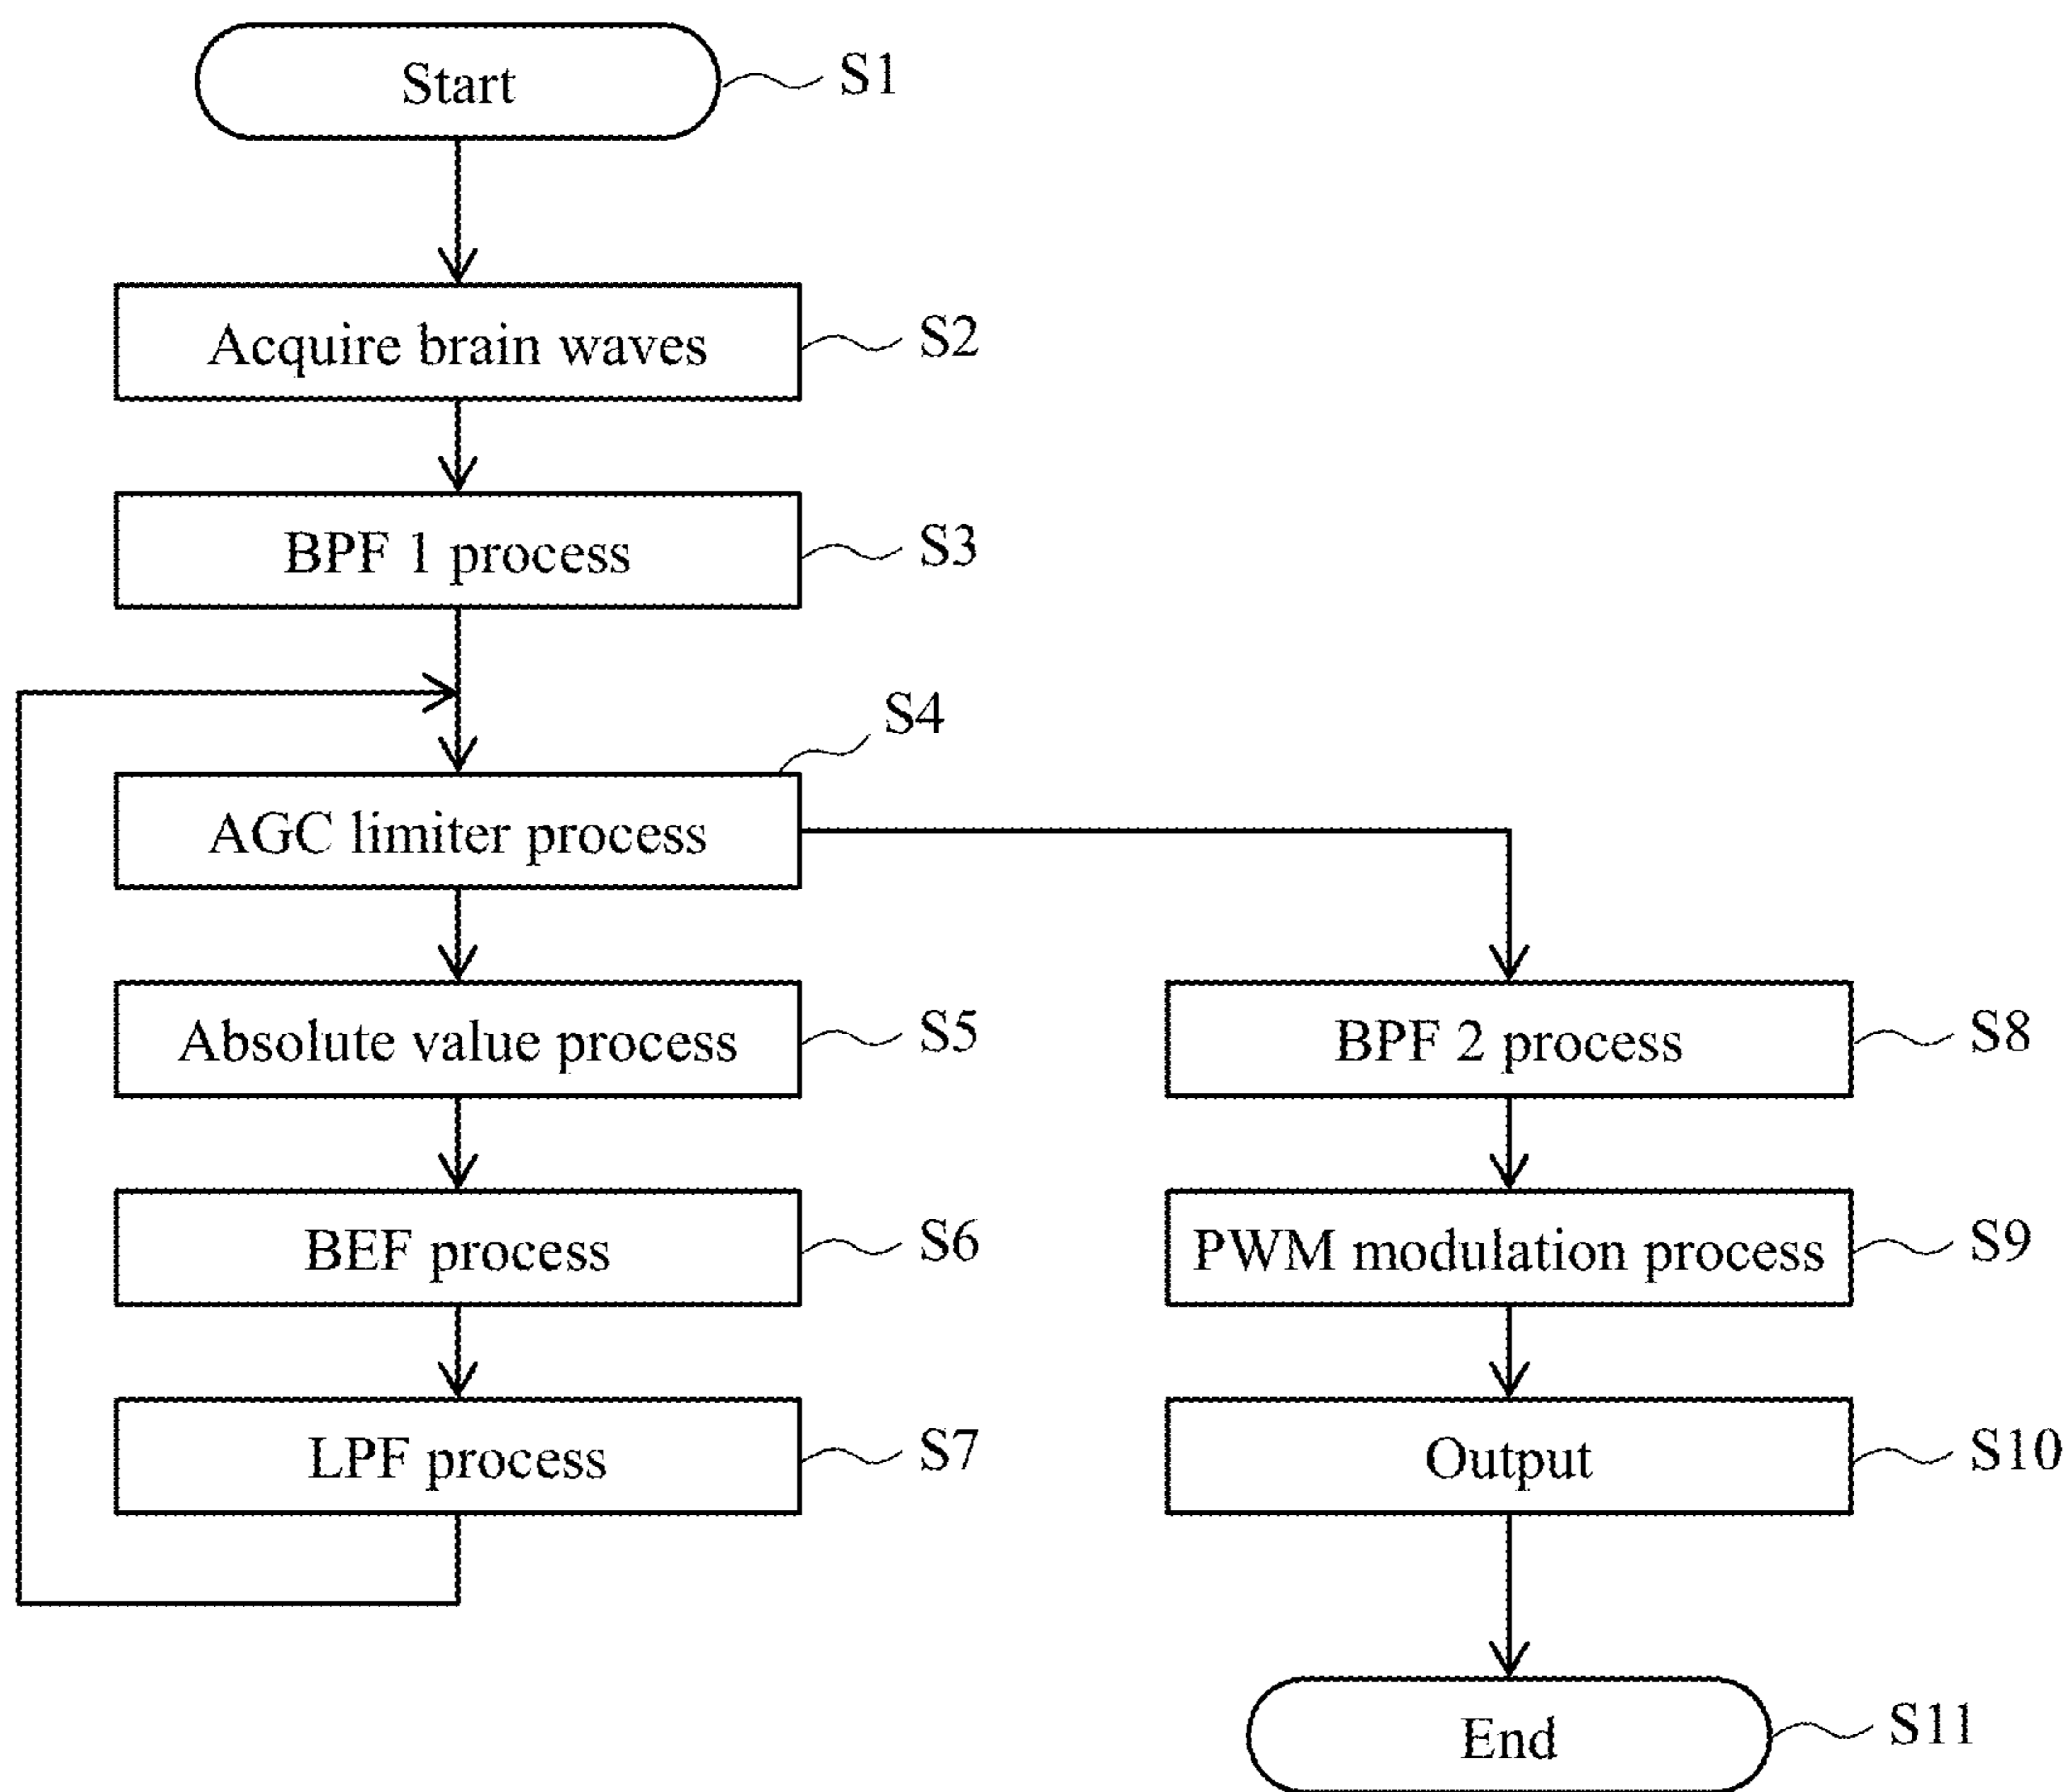 Start
S1
Acquire brain waves
S2
BPF 1 process
S3
S4
AGC limiter process
Absolute value process
S5
BPF 2 process
S8
BEF process
S6
PWM modulation process
S9
LPF process
S7
Output
S10
End
S11